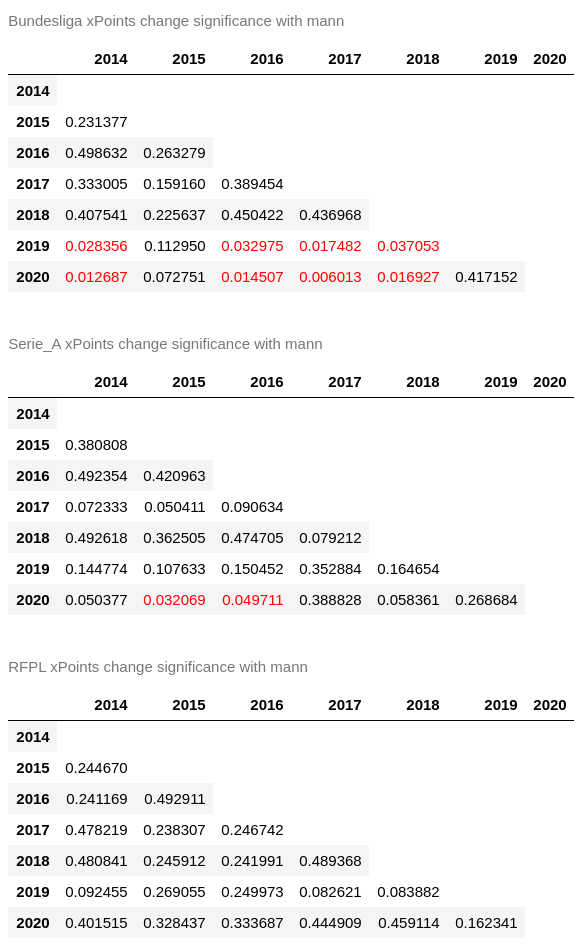 Bundesliga xPoints change significance with mann
2014 2015 2016 2017 2018 2019 2020
2014
2015 0.231377
2016 0.498632 0.263279
2017 0.333005 0.159160 0.389454
2018 0.407541 0.225637 0.450422 0.436968
2019 0.028356 0.112950 0.032975 0.017482 0.037053
2020 0.012687 0.072751 0.014507 0.006013 0.016927 0.417152
Serie_A xPoints change significance with mann
2014 2015 2016 2017 2018 2019 2020
2014
2015 0.380808
2016 0.492354 0.420963
2017 0.072333 0.050411 0.090634
2018 0.492618 0.362505 0.474705 0.079212
2019 0.144774 0.107633 0.150452 0.352884 0.164654
2020 0.050377 0.032069 0.049711 0.388828 0.058361 0.268684
RFPL xPoints change significance with mann
2014 2015 2016 2017 2018 2019 2020
2014
2015 0.244670
2016 0.241169 0.492911
2017 0.478219 0.238307 0.246742
2018 0.480841 0.245912 0.241991 0.489368
2019 0.092455 0.269055 0.249973 0.082621 0.083882
2020 0.401515 0.328437 0.333687 0.444909 0.459114 0.162341